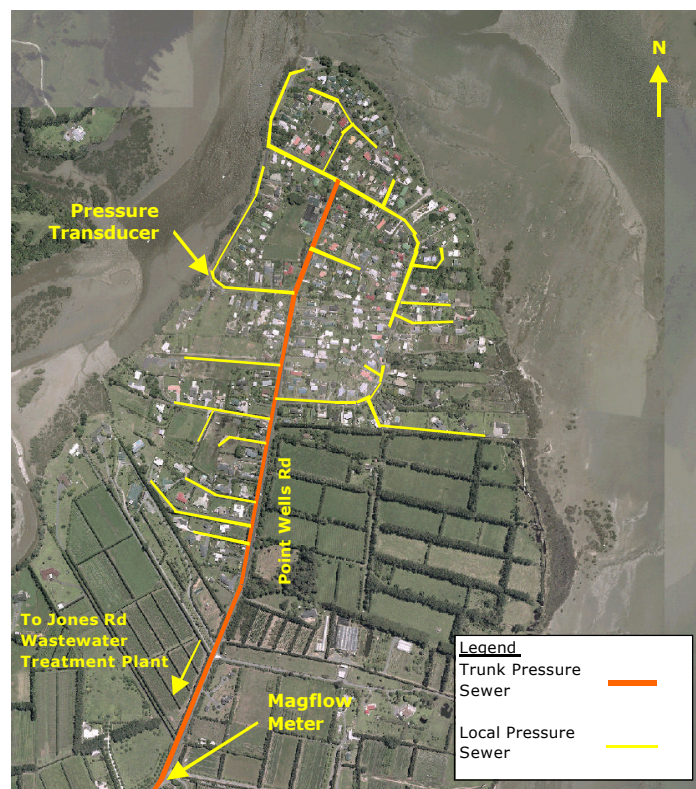 N
Pressure
Transducer
Point Wells Rd
To Jones Rd
Wastewater
Treatment Plant
Magflow
Meter
Legend
Trunk Pressure
Sewer
Local Pressure
Sewer